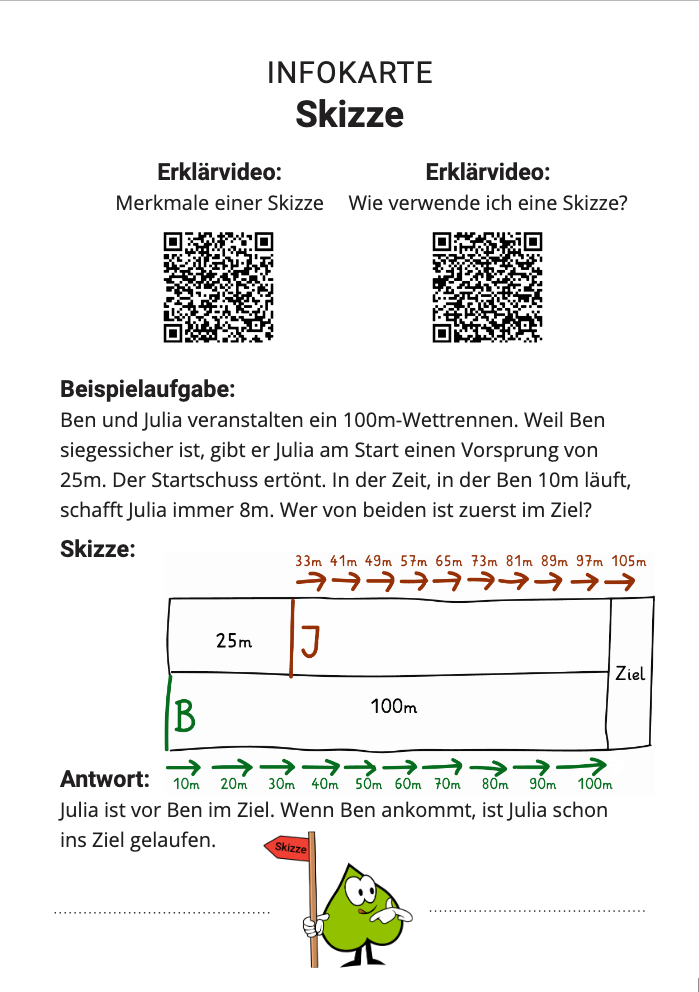 INFOKARTE
Skizze
Erklärvideo:
Merkmale einer Skizze
Erklärvideo:
Wie verwende ich eine Skizze?
Beispielaufgabe:
Ben und Julia veranstalten ein 100m-Wettrennen. Weil Ben
siegessicher ist, gibt er Julia am Start einen Vorsprung von
25m. Der Startschuss ertönt. In der Zeit, in der Ben 10m läuft,
schafft Julia immer 8m. Wer von beiden ist zuerst im Ziel?
Skizze:
33m 41m 49m 57m 65m 73m 81m 89m 97m 105m
25m J
Ziel
B 100m
10m 20m 30m 40m 50m 60m 70m 80m 90m 100m
Antwort:
Julia ist vor Ben im Ziel. Wenn Ben ankommt, ist Julia schon
ins Ziel gelaufen.
Skizze